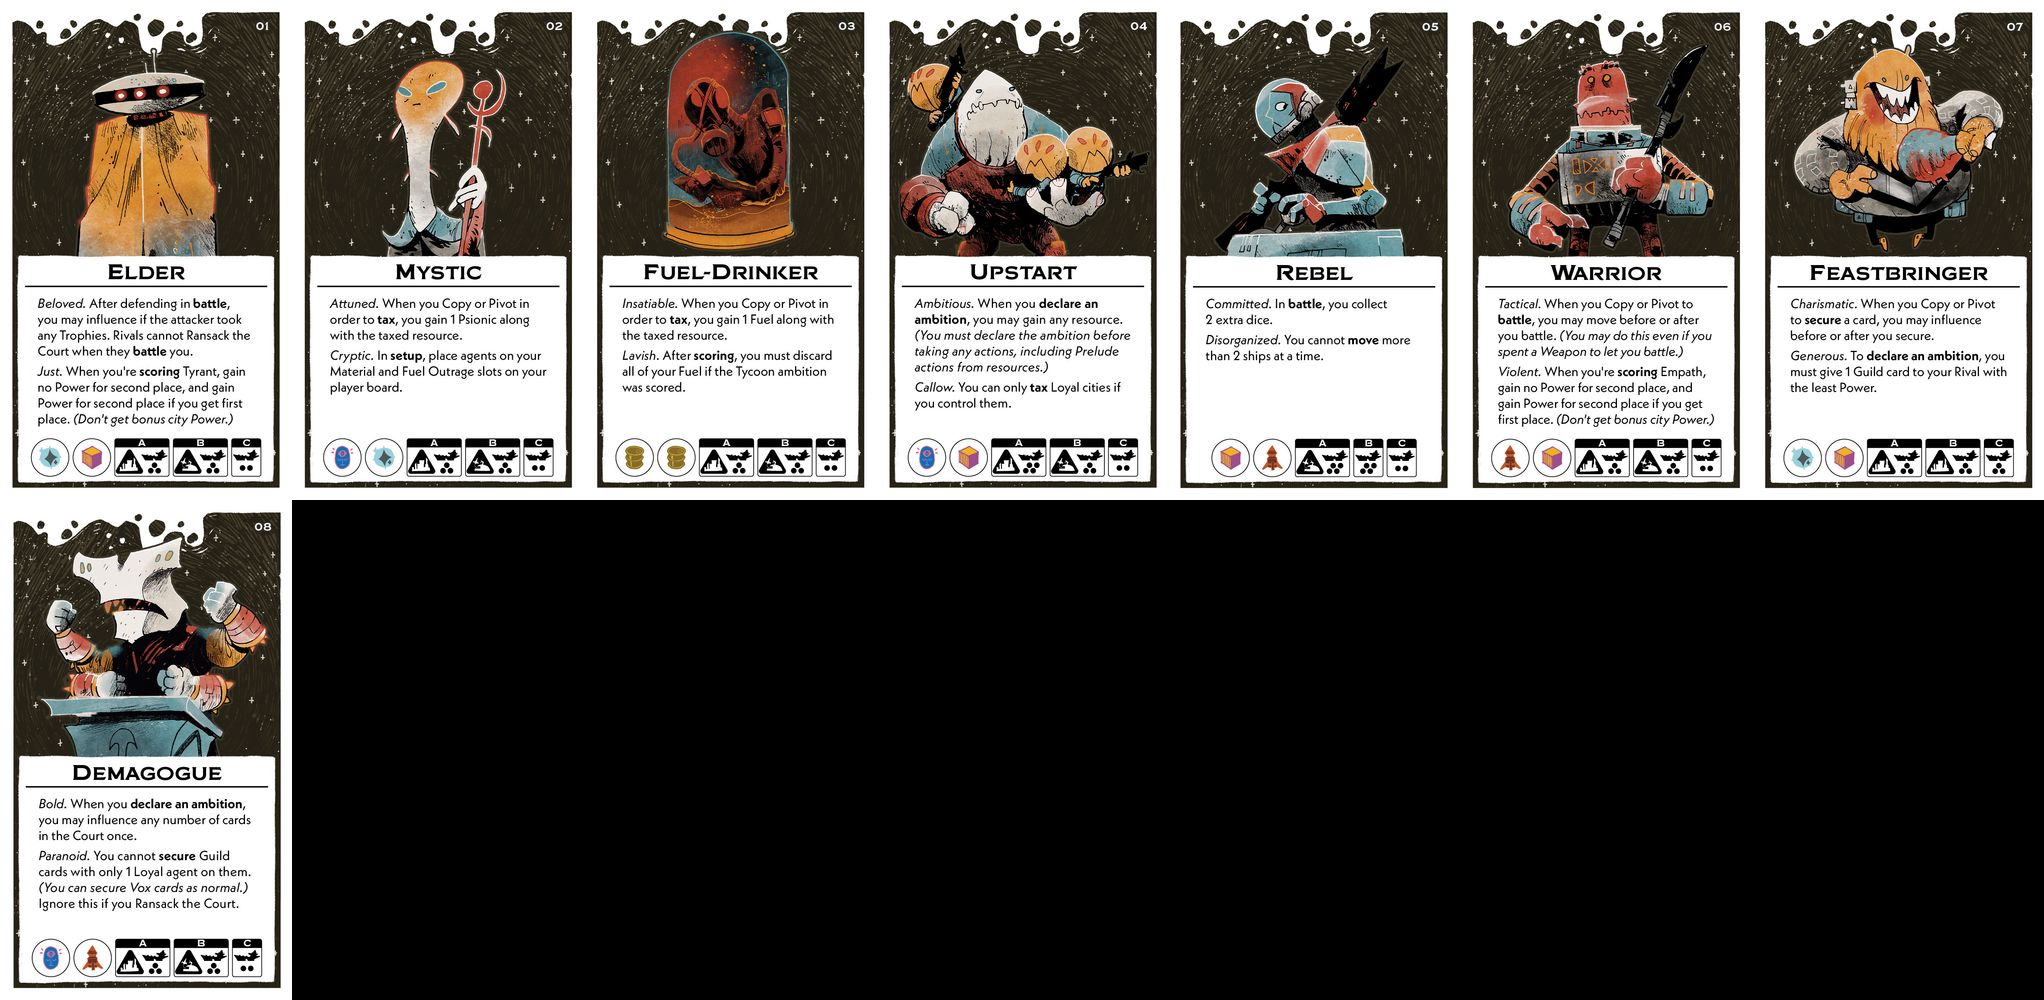 01
ELDER
Beloved. After defending in battle,
you may influence if the attacker took
any Trophies. Rivals cannot Ransack the
Court when they battle you.
Just. When you're scoring Tyrant, gain
no Power for second place, and gain
Power for second place if you get first
place. (Don't get bonus city Power.)
A B C
02
MYSTIC
Attuned. When you Copy or Pivot in
order to tax, you gain 1 Psionic along
with the taxed resource.
Cryptic. In setup, place agents on your
Material and Fuel Outrage slots on your
player board.
A B C
03
FUEL-DRINKER
Insatiable. When you Copy or Pivot in
order to tax, you gain 1 Fuel along with
the taxed resource.
Lavish. After scoring, you must discard
all of your Fuel if the Tycoon ambition
was scored.
A B C
04
UPSTART
Ambitious. When you declare an
ambition, you may gain any resource.
(You must declare the ambition before
taking any actions, including Prelude
actions from resources.)
Callow. You can only tax Loyal cities if
you control them.
A B C
05
REBEL
Committed. In battle, you collect
2 extra dice.
Disorganized. You cannot move more
than 2 ships at a time.
A B C
06
WARRIOR
Tactical. When you Copy or Pivot to
battle, you may move before or after
you battle. (You may do this even if you
spent a Weapon to let you battle.)
Violent. When you're scoring Empath,
gain no Power for second place, and
gain Power for second place if you get
first place. (Don't get bonus city Power.)
A B C
07
FEASTBRINGER
Charismatic. When you Copy or Pivot
to secure a card, you may influence
before or after you secure.
Generous. To declare an ambition, you
must give 1 Guild card to your Rival with
the least Power.
A B C
08
DEMAGOGUE
Bold. When you declare an ambition,
you may influence any number of cards
in the Court once.
Paranoid. You cannot secure Guild
cards with only 1 Loyal agent on them.
(You can secure Vox cards as normal.)
Ignore this if you Ransack the Court.
A B C